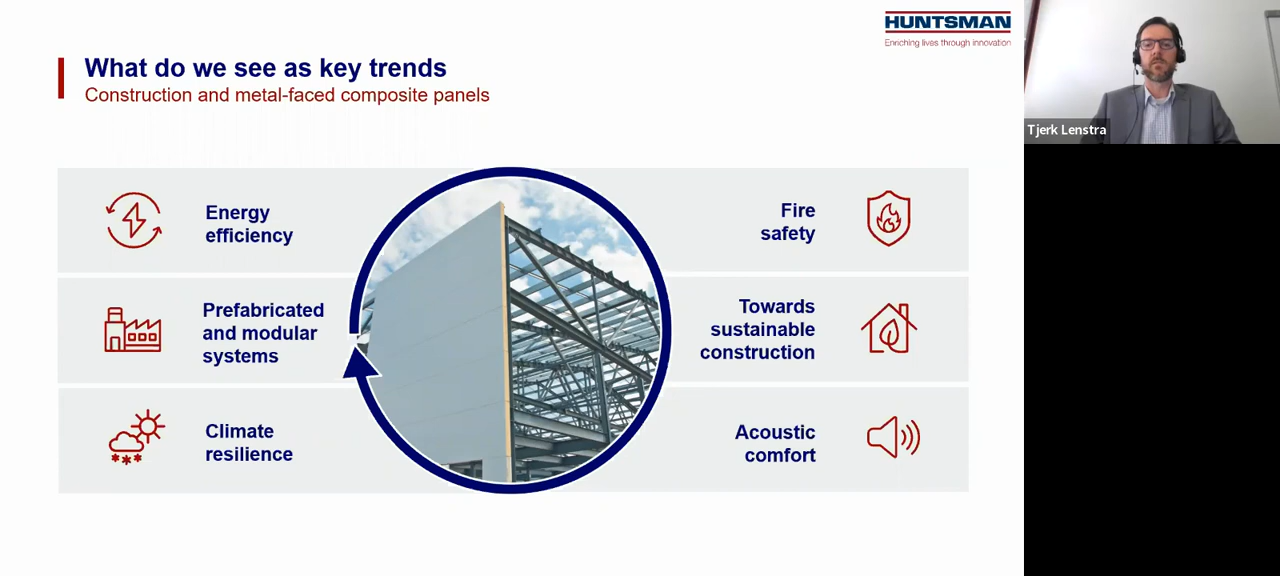 HUNTSMAN
Enriching lives through innovation
What do we see as key trends
Construction and metal-faced composite panels
Energy
efficiency
Prefabricated
and modular
systems
Climate
resilience
Fire
safety
Towards
sustainable
construction
Acoustic
comfort
Tjerk Lenstra